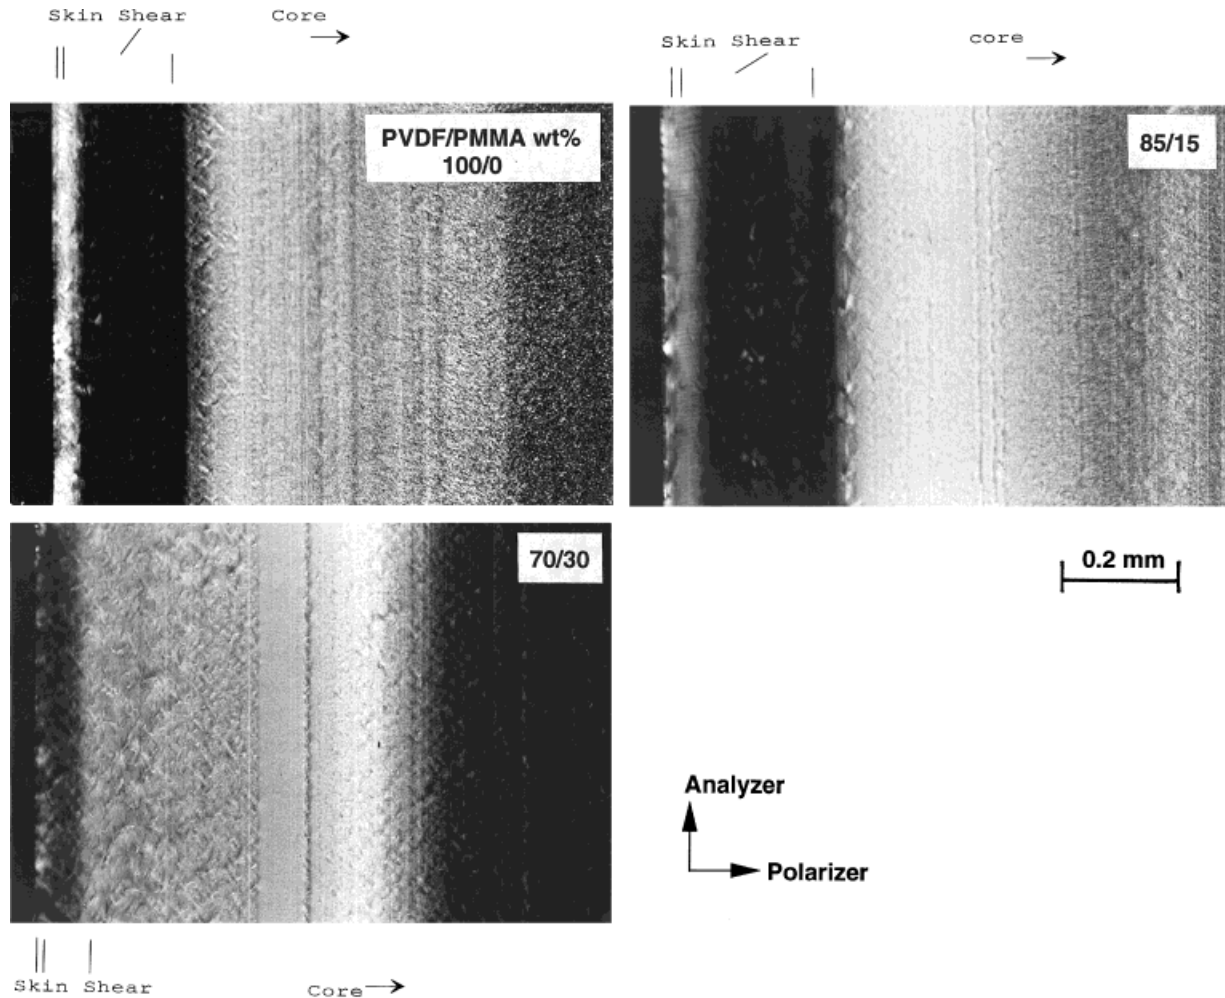 Skin Shear
Core
Skin Shear
core
PVDF/PMMA wt%
100/0
85/15
70/30
0.2 mm
Analyzer
Polarizer
Skin Shear
Core